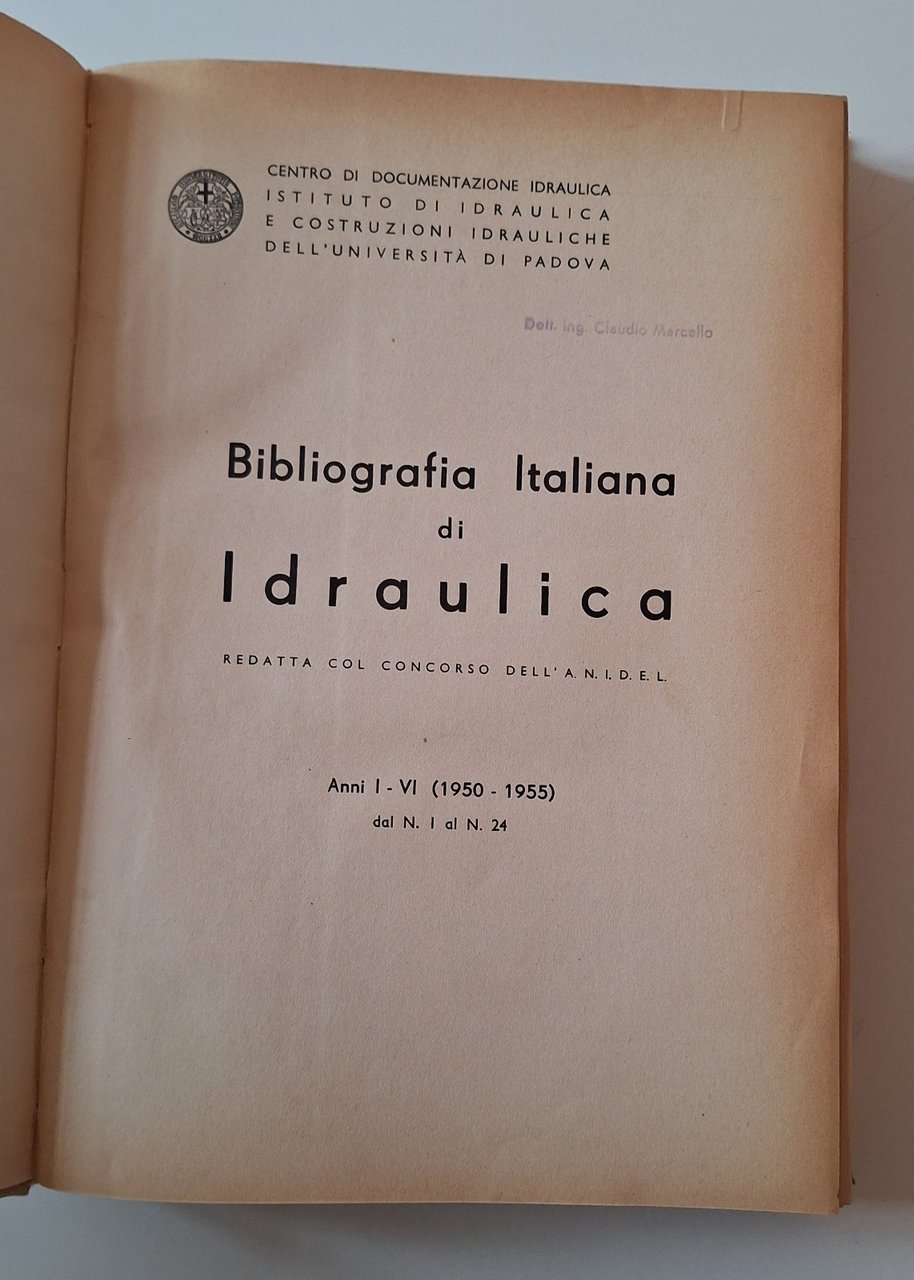 CENTRO DI DOCUMENTAZIONE IDRAULICA
ISTITUTO DI IDRAULICA
E COSTRUZIONI IDRAULICHE
DELL'UNIVERSITÀ DI PADOVA
Dott. Ing. Claudio Marcello
Bibliografia Italiana
di
Idraulica
REDATTA COL CONCORSO DELL'A.N.I.D.E.L.
Anni I - VI (1950 - 1955)
dal N. 1 al N. 24